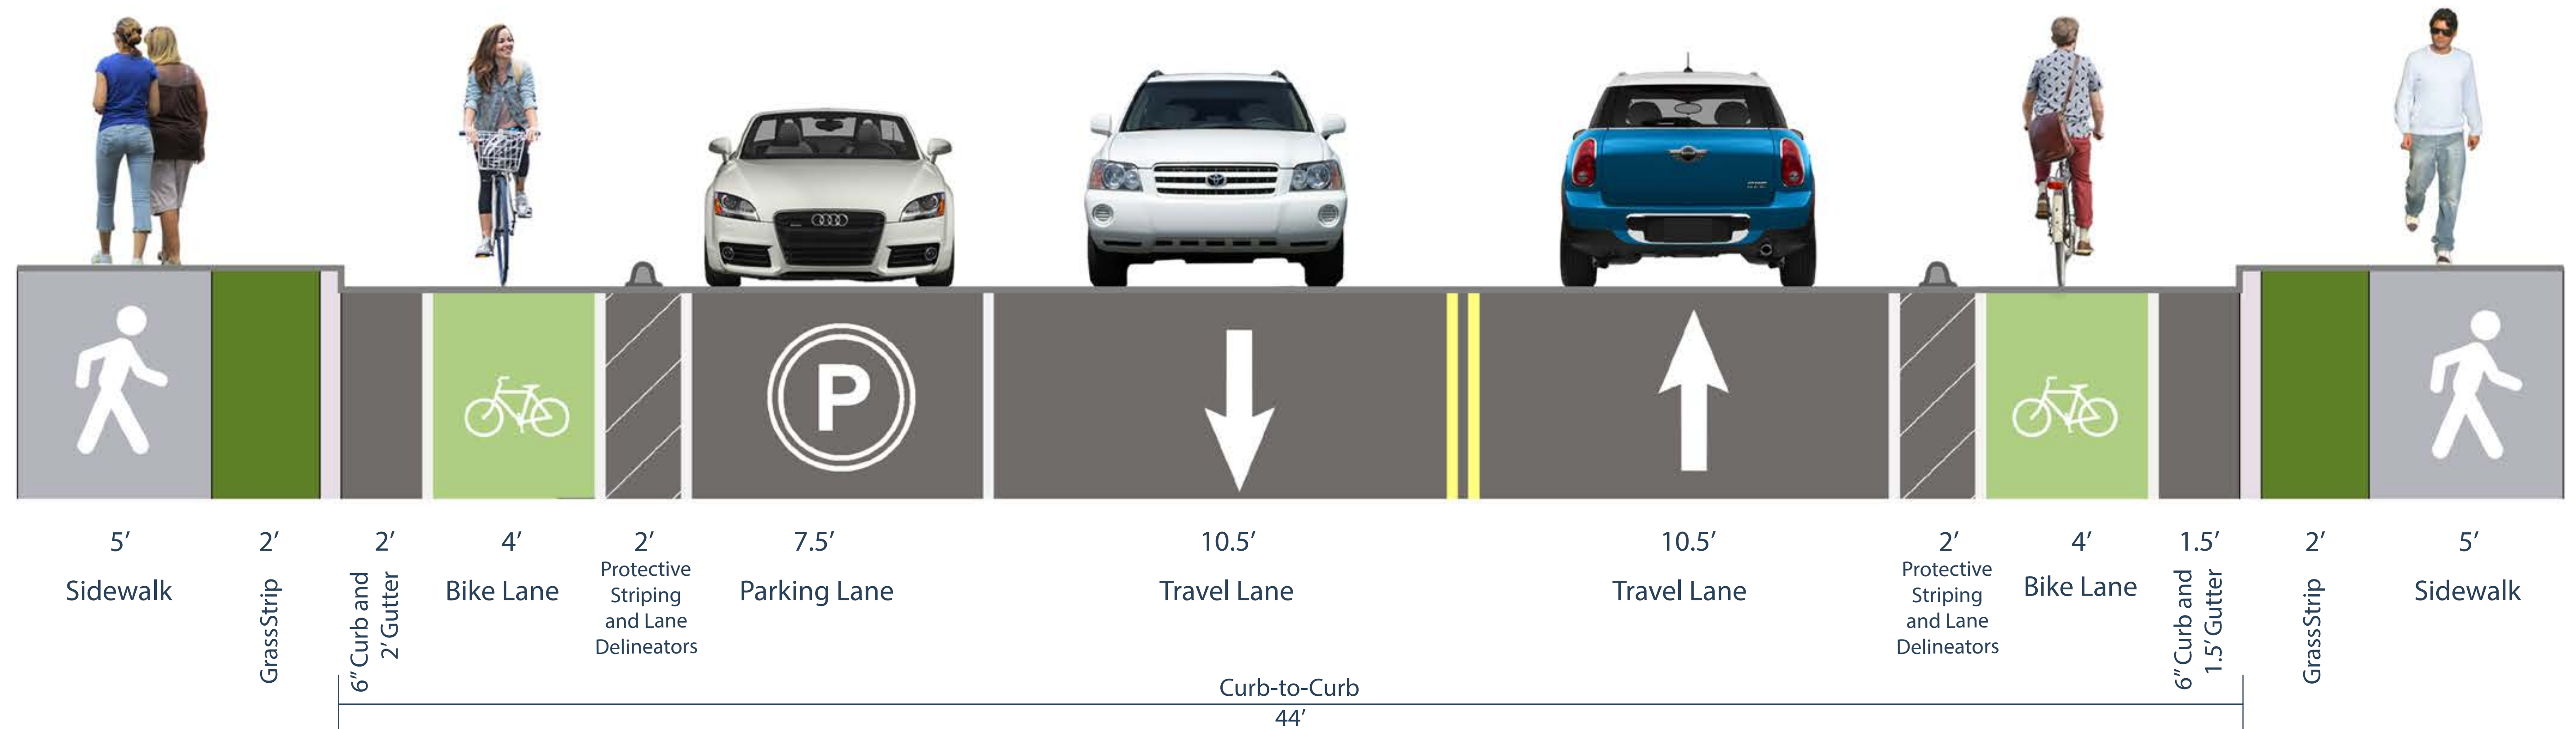 P
5’
Sidewalk
2’
GrassStrip
2’
6” Curb and
2’ Gutter
4’
Bike Lane
2’
Protective
Striping
and Lane
Delineators
7.5’
Parking Lane
10.5’
Travel Lane
10.5’
Travel Lane
2’
Protective
Striping
and Lane
Delineators
4’
Bike Lane
1.5’
6” Curb and
1.5’ Gutter
2’
GrassStrip
5’
Sidewalk
Curb-to-Curb
44’